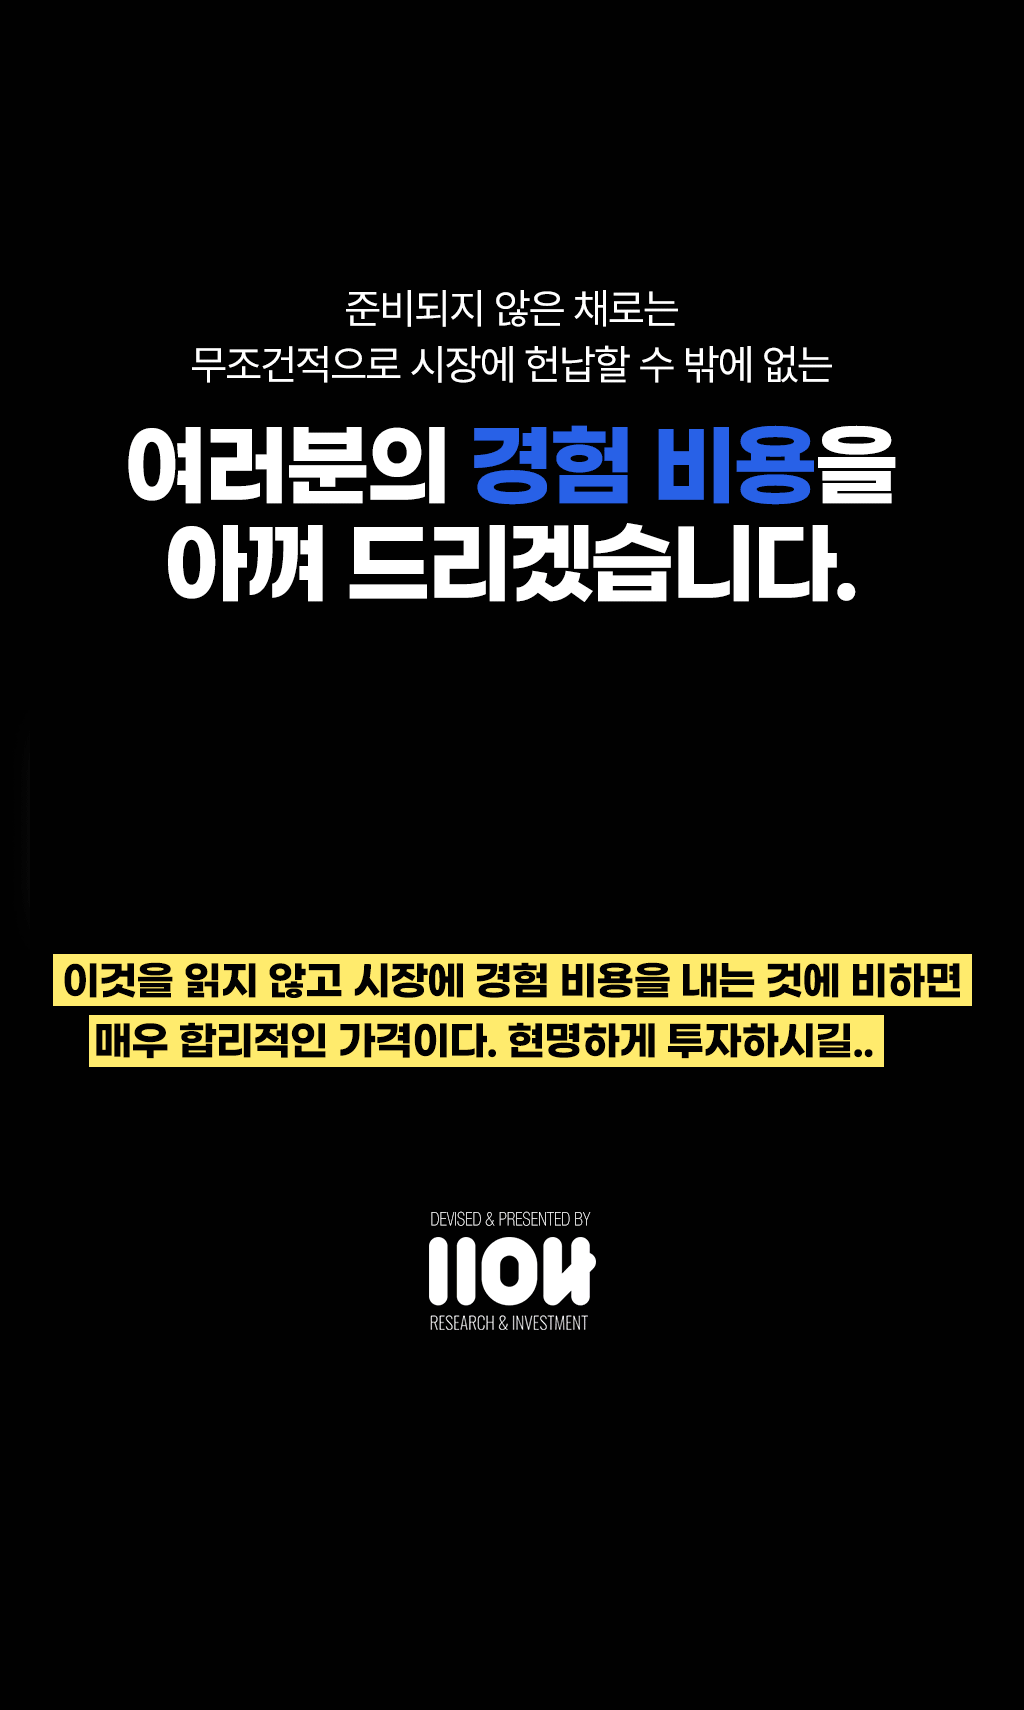 준비되지 않은 채로는
무조건적으로 시장에 헌납할 수 밖에 없는
여러분의 경험 비용을
아껴 드리겠습니다.
이것을 읽지 않고 시장에 경험 비용을 내는 것에 비하면
매우 합리적인 가격이다. 현명하게 투자하시길..
DEVISED & PRESENTED BY
RESEARCH & INVESTMENT